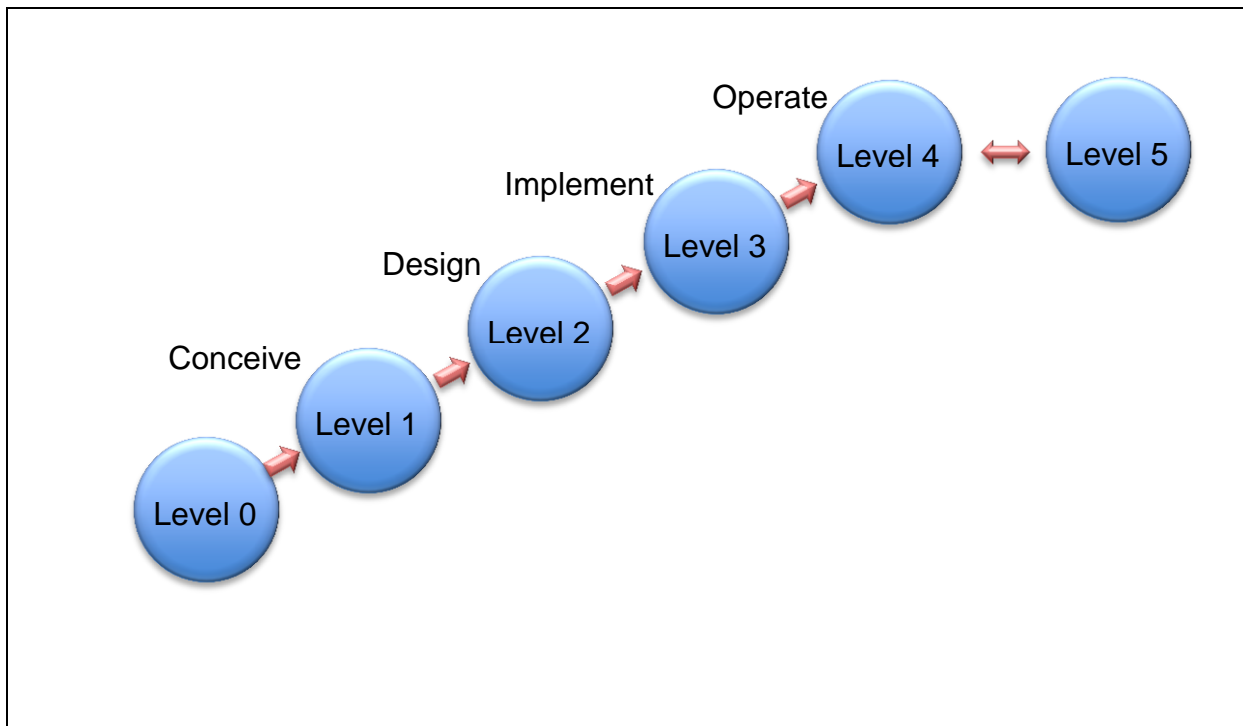 Operate
Level 4
Level 5
Implement
Level 3
Design
Level 2
Conceive
Level 1
Level 0